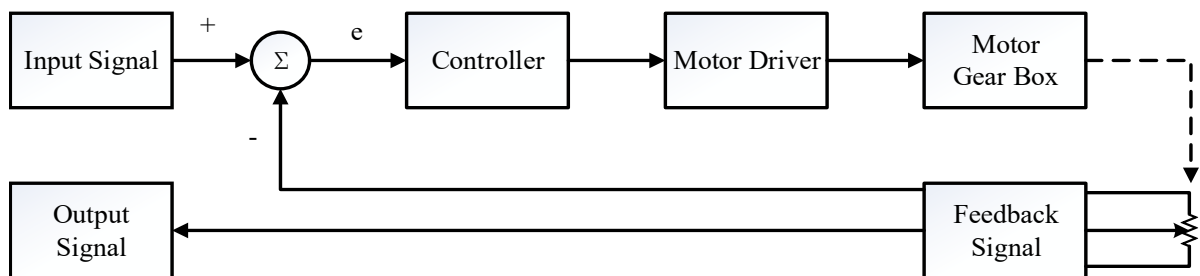 +
e
Input Signal
Σ
Controller
Motor Driver
Motor
Gear Box
-
Output
Signal
Feedback
Signal